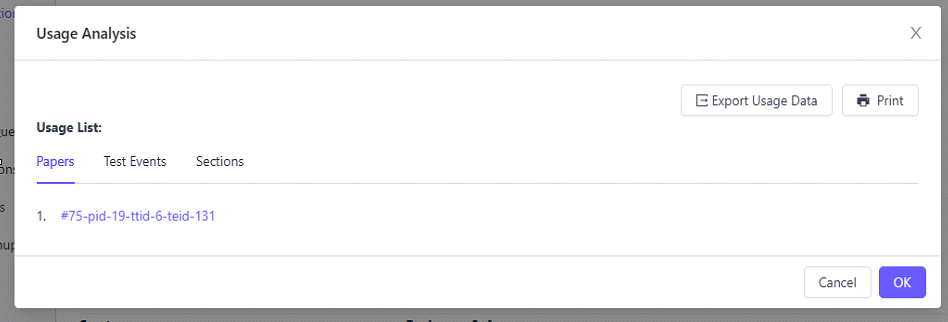 Usage Analysis
Export Usage Data
Print
Usage List:
Papers Test Events Sections
1. #75-pid-19-ttid-6-teid-131
Cancel OK